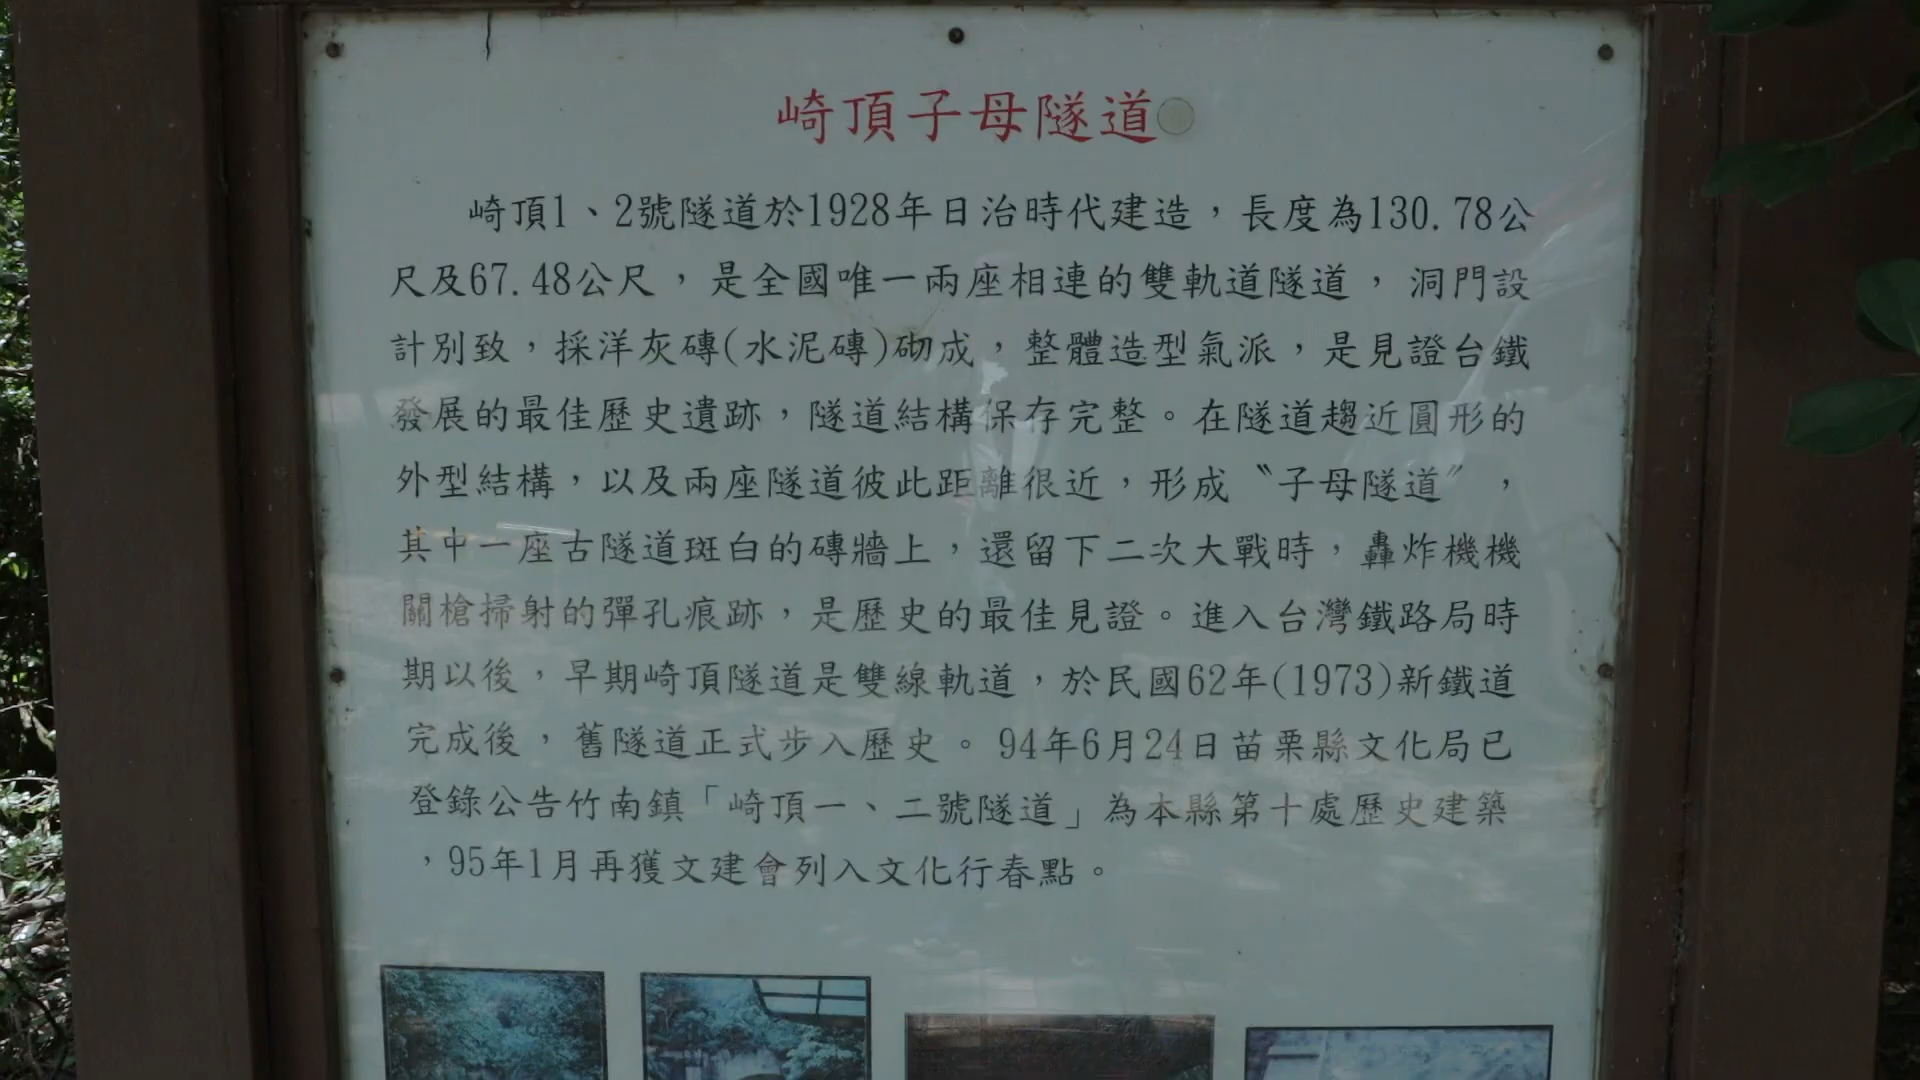 崎頂子母隧道
崎頂1、2號隧道於1928年日治時代建造，長度為130.78公
尺及67.48公尺，是全國唯一兩座相連的雙軌道隧道，洞門設
計別致，採洋灰磚(水泥磚)砌成，整體造型氣派，是見證台鐵
發展的最佳歷史遺跡，隧道結構保存完整。在隧道趨近圓形的
外型結構，以及兩座隧道彼此距離很近，形成〝子母隧道〞，
其中一座古隧道斑白的磚牆上，還留下二次大戰時，轟炸機機
關槍掃射的彈孔痕跡，是歷史的最佳見證。進入台灣鐵路局時
期以後，早期崎頂隧道是雙線軌道，於民國62年(1973)新鐵道
完成後，舊隧道正式步入歷史。94年6月24日苗栗縣文化局已
登錄公告竹南鎮「崎頂一、二號隧道」為本縣第十處歷史建築
，95年1月再獲文建會列入文化行春點。